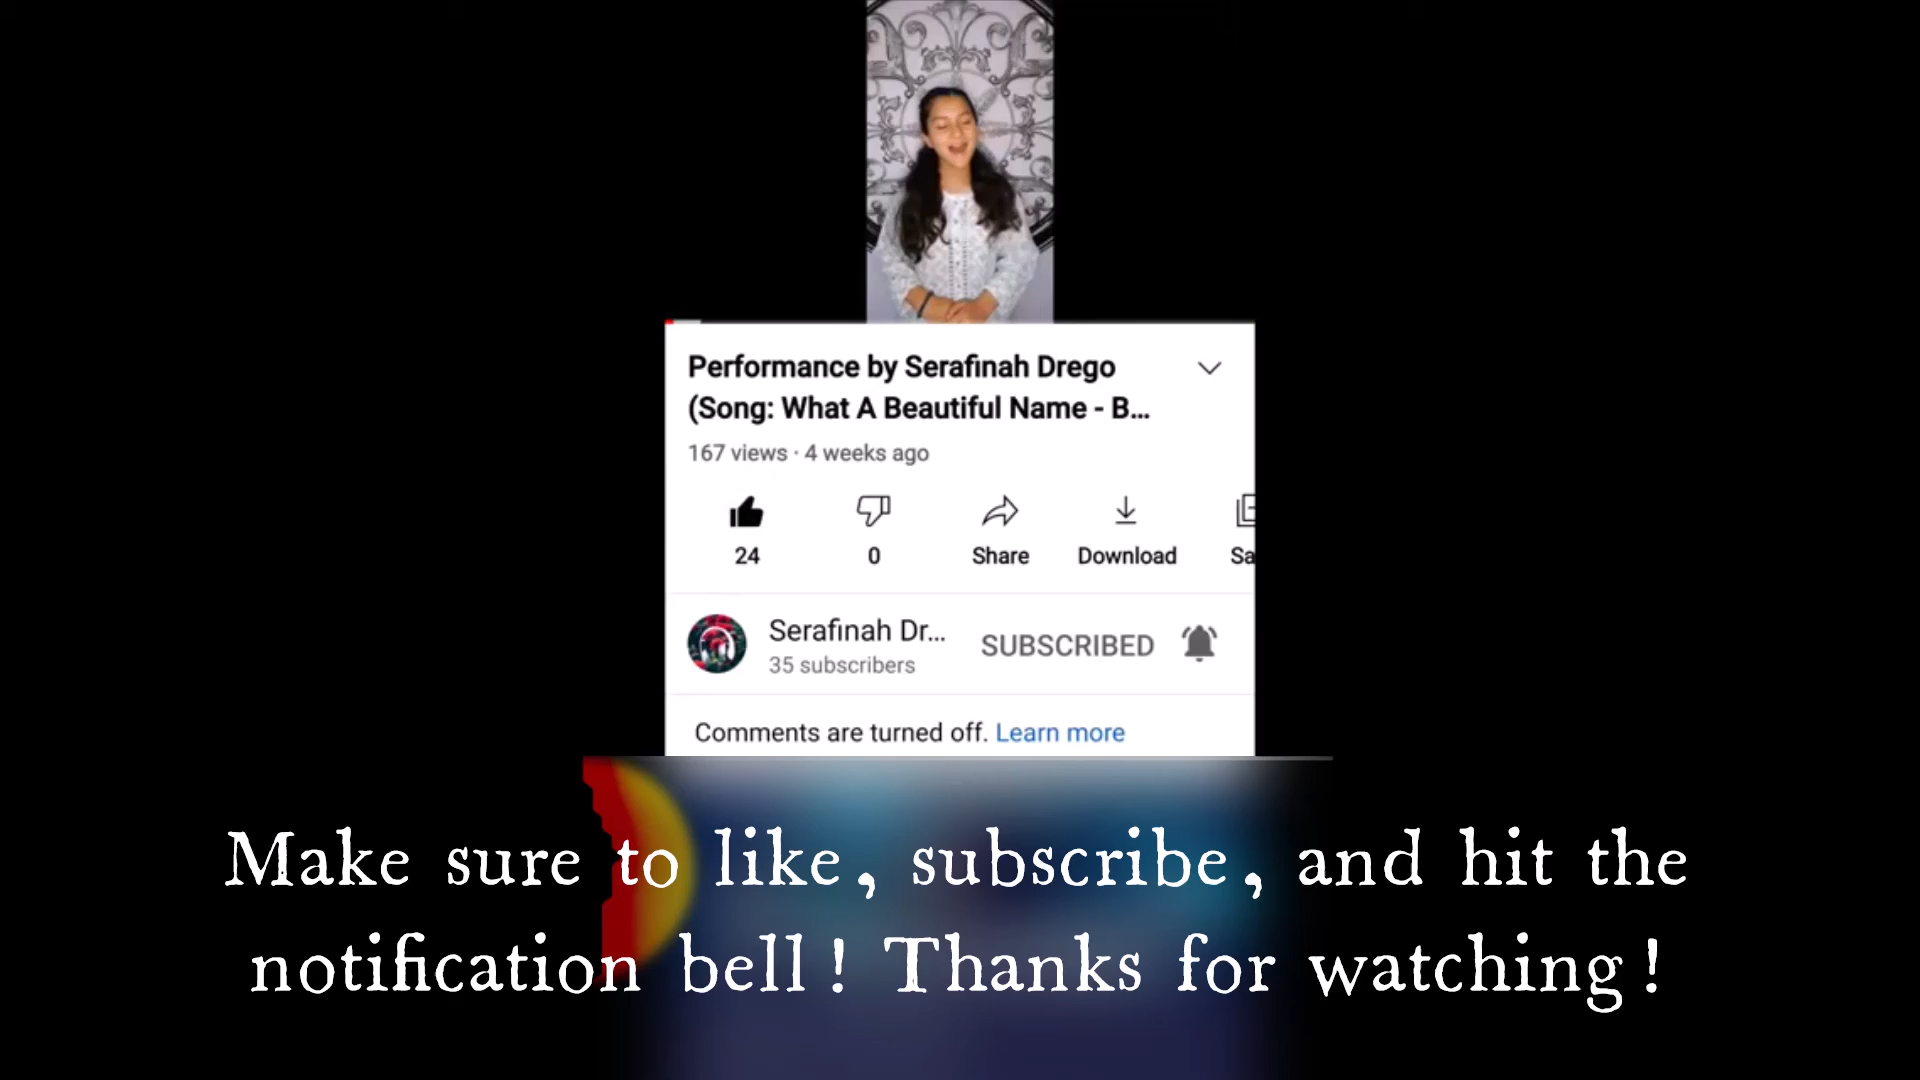 Performance by Serafinah Drego
(Song: What A Beautiful Name - B...
167 views · 4 weeks ago
24 0 Share Download Sa
Serafinah Dr...
SUBSCRIBED
35 subscribers
Comments are turned off. Learn more
Make sure to like, subscribe, and hit the
notification bell! Thanks for watching!